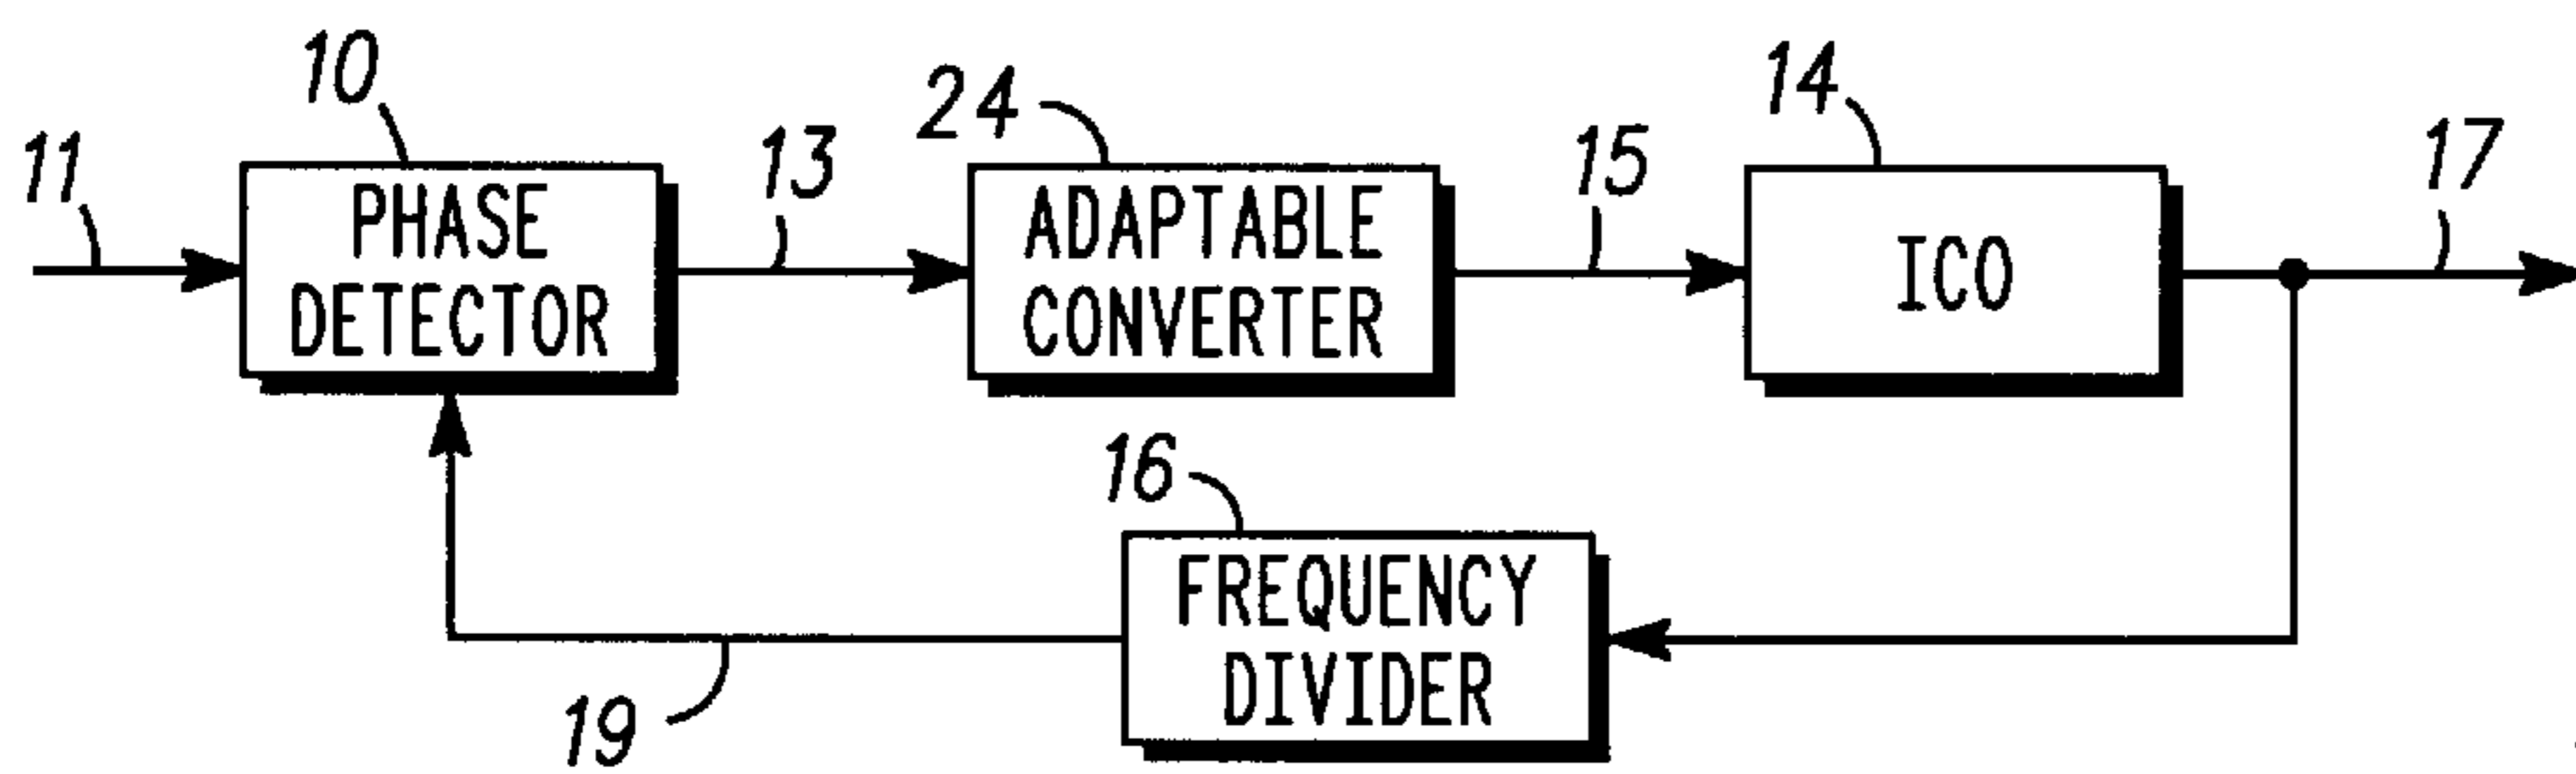 10
24
14
11
13
15
17
PHASE
DETECTOR
ADAPTABLE
CONVERTER
ICO
16
FREQUENCY
DIVIDER
19